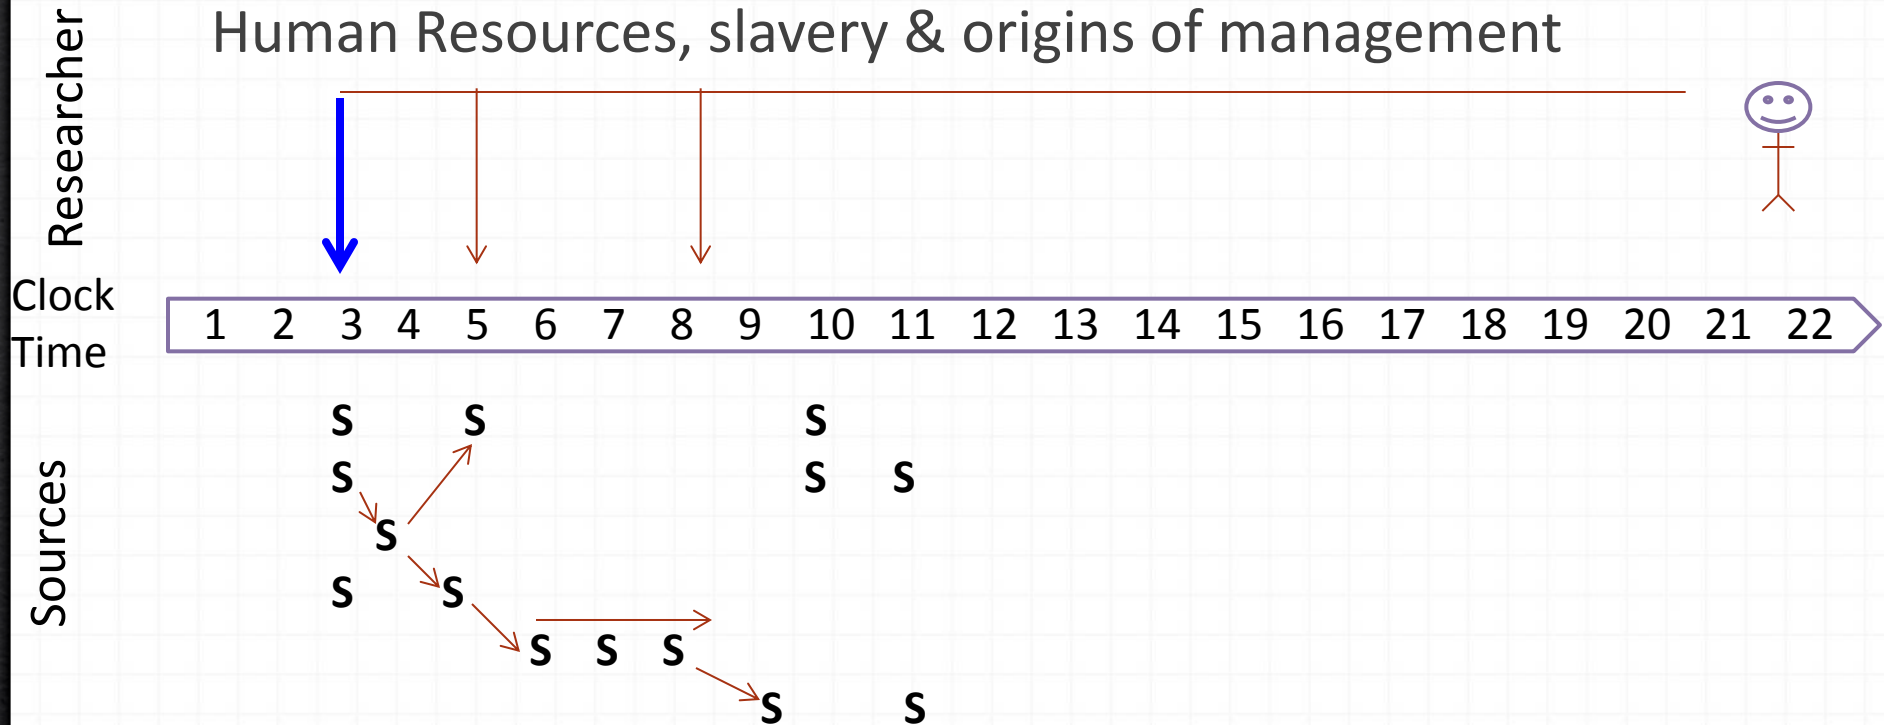 Human Resources, slavery & origins of management
Researcher
Clock
Time
1 2 3 4 5 6 7 8 9 10 11 12 13 14 15 16 17 18 19 20 21 22
Sources
S S S
S S S
S
S S
S S S
S S